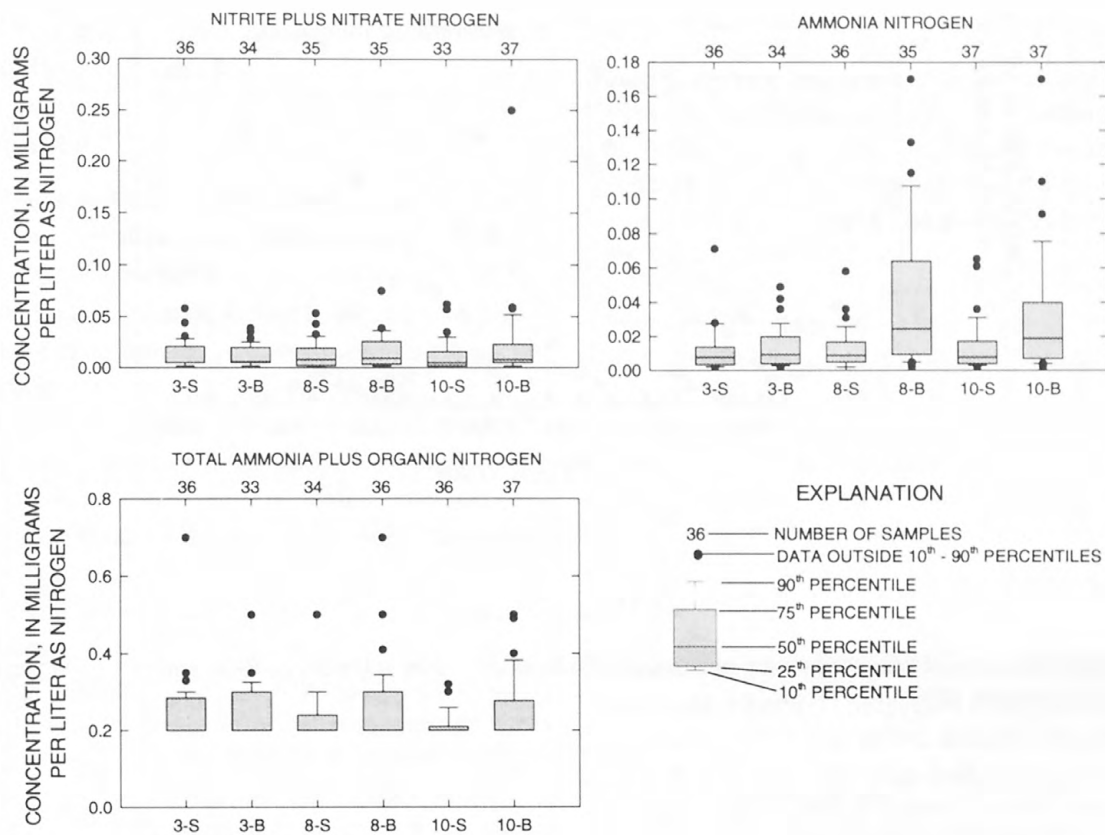 NITRITE PLUS NITRATE NITROGEN
36 34 35 35 33 37
CONCENTRATION, IN MILLIGRAMS
PER LITER AS NITROGEN
0.30
0.25
0.20
0.15
0.10
0.05
0.00
3-S 3-B 8-S 8-B 10-S 10-B
AMMONIA NITROGEN
36 34 36 35 37 37
0.18
0.16
0.14
0.12
0.10
0.08
0.06
0.04
0.02
0.00
3-S 3-B 8-S 8-B 10-S 10-B
TOTAL AMMONIA PLUS ORGANIC NITROGEN
36 33 34 36 36 37
CONCENTRATION, IN MILLIGRAMS
PER LITER AS NITROGEN
0.8
0.6
0.4
0.2
0.0
3-S 3-B 8-S 8-B 10-S 10-B
EXPLANATION
36 NUMBER OF SAMPLES
DATA OUTSIDE 10th - 90th PERCENTILES
90th PERCENTILE
75th PERCENTILE
50th PERCENTILE
25th PERCENTILE
10th PERCENTILE